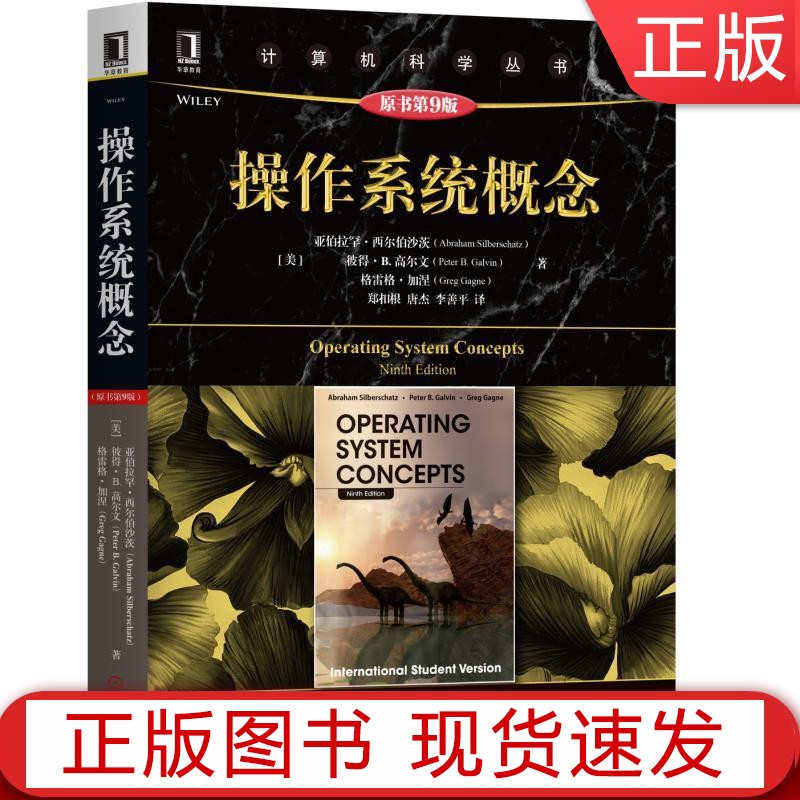 正版
华章教育
WILEY
操作系统概念
(原书第9版)
[美]
亚伯拉罕·西尔伯沙茨(Abraham Silberschatz)
彼得·B.高尔文(Peter B. Galvin)
格雷格·加涅(Greg Gagne)
著
华章教育
计算机科学丛书
WILEY
原书第9版
操作系统概念
亚伯拉罕·西尔伯沙茨(Abraham Silberschatz)
[美] 彼得·B.高尔文(Peter B. Galvin) 著
格雷格·加涅(Greg Gagne)
郑扣根 唐杰 李善平 译
Operating System Concepts
Ninth Edition
Abraham Silberschatz · Peter B. Galvin · Greg Gagne
OPERATING
SYSTEM
CONCEPTS
Ninth Edition
International Student Version
正版图书 现货速发